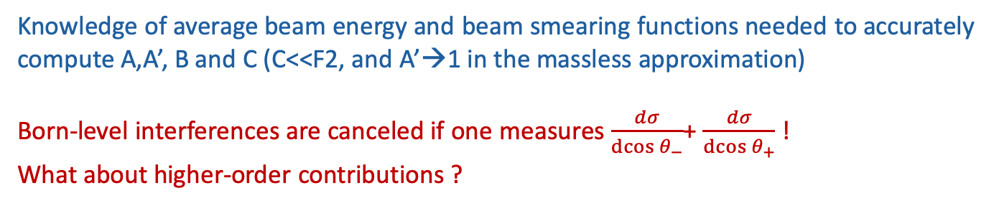 Knowledge of average beam energy and beam smearing functions needed to accurately
compute A,A’, B and C (C<<F2, and A’→1 in the massless approximation)
Born-level interferences are canceled if one measures dσ/dcos θ₋ + dσ/dcos θ₊ !
What about higher-order contributions ?